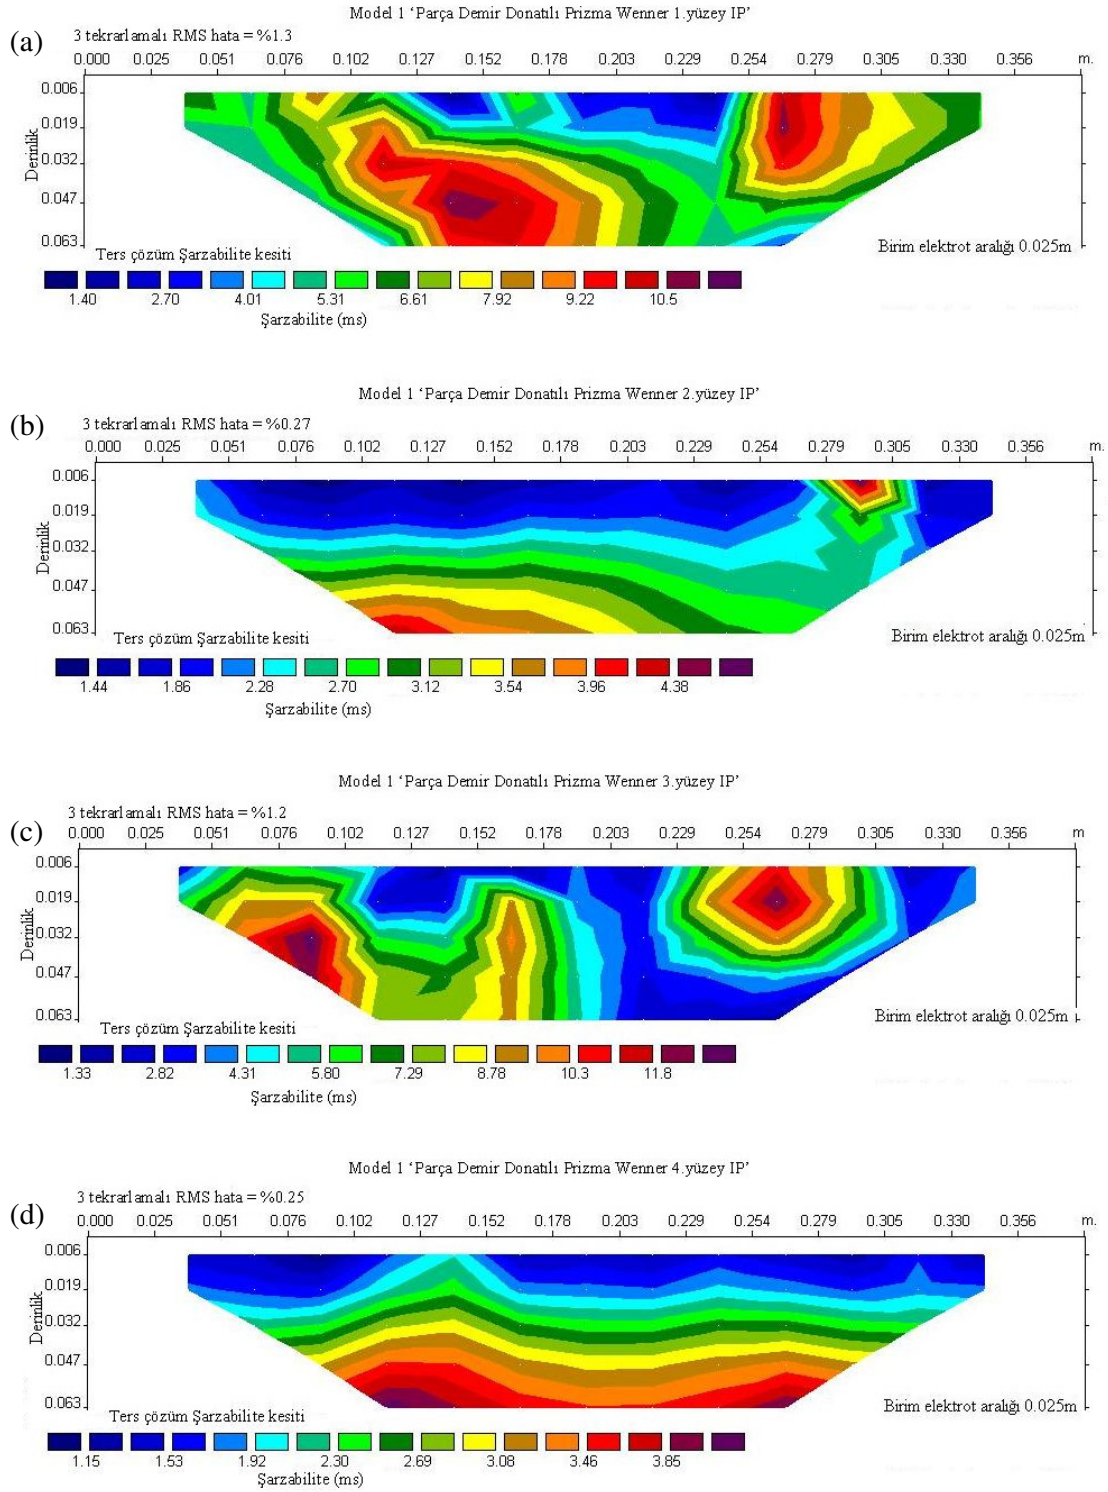 Model 1 ‘Parça Demir Donatılı Prizma Wenner 1.yüzey IP’
(a)
3 tekrarlamalı RMS hata = %1.3
0.000 0.025 0.051 0.076 0.102 0.127 0.152 0.178 0.203 0.229 0.254 0.279 0.305 0.330 0.356 m.
Derinlik
0.006
0.019
0.032
0.047
0.063
Ters çözüm Şarzabilite kesiti
Birim elektrot aralığı 0.025m
1.40 2.70 4.01 5.31 6.61 7.92 9.22 10.5
Şarzabilite (ms)
Model 1 ‘Parça Demir Donatılı Prizma Wenner 2.yüzey IP’
(b)
3 tekrarlamalı RMS hata = %0.27
0.000 0.025 0.051 0.076 0.102 0.127 0.152 0.178 0.203 0.229 0.254 0.279 0.305 0.330 0.356 m.
Derinlik
0.006
0.019
0.032
0.047
0.063
Ters çözüm Şarzabilite kesiti
Birim elektrot aralığı 0.025m
1.44 1.86 2.28 2.70 3.12 3.54 3.96 4.38
Şarzabilite (ms)
Model 1 ‘Parça Demir Donatılı Prizma Wenner 3.yüzey IP’
(c)
3 tekrarlamalı RMS hata = %1.2
0.000 0.025 0.051 0.076 0.102 0.127 0.152 0.178 0.203 0.229 0.254 0.279 0.305 0.330 0.356 m
Derinlik
0.006
0.019
0.032
0.047
0.063
Ters çözüm Şarzabilite kesiti
Birim elektrot aralığı 0.025m
1.33 2.82 4.31 5.80 7.29 8.78 10.3 11.8
Şarzabilite (ms)
Model 1 ‘Parça Demir Donatılı Prizma Wenner 4.yüzey IP’
(d)
3 tekrarlamalı RMS hata = %0.25
0.000 0.025 0.051 0.076 0.102 0.127 0.152 0.178 0.203 0.229 0.254 0.279 0.305 0.330 0.356 m.
Derinlik
0.006
0.019
0.032
0.047
0.063
Ters çözüm Şarzabilite kesiti
Birim elektrot aralığı 0.025m
1.15 1.53 1.92 2.30 2.69 3.08 3.46 3.85
Şarzabilite (ms)